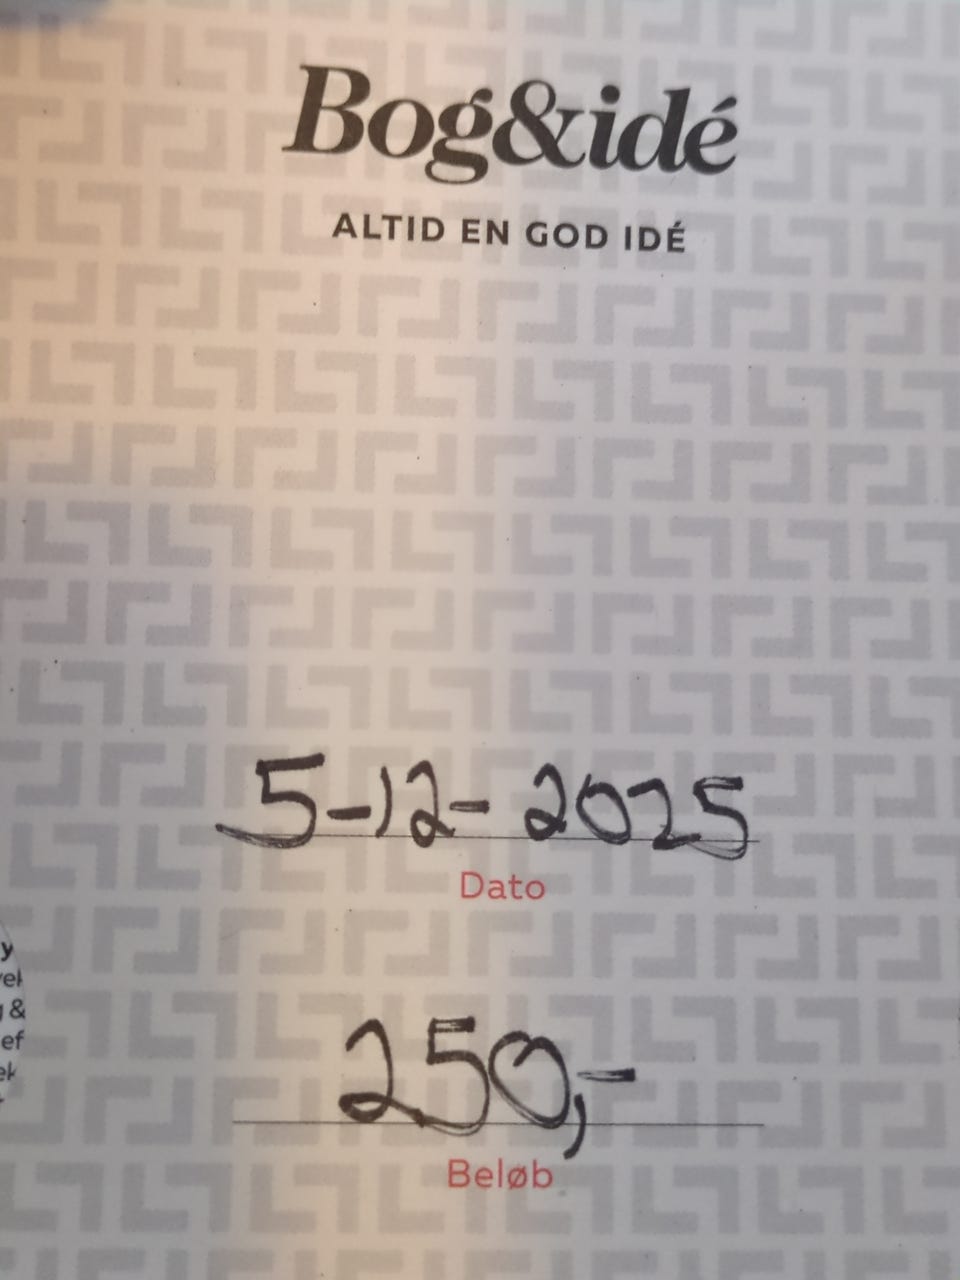 Bog&idé
ALTID EN GOD IDÉ
5-12-2025
Dato
250,-
Beløb
y
&